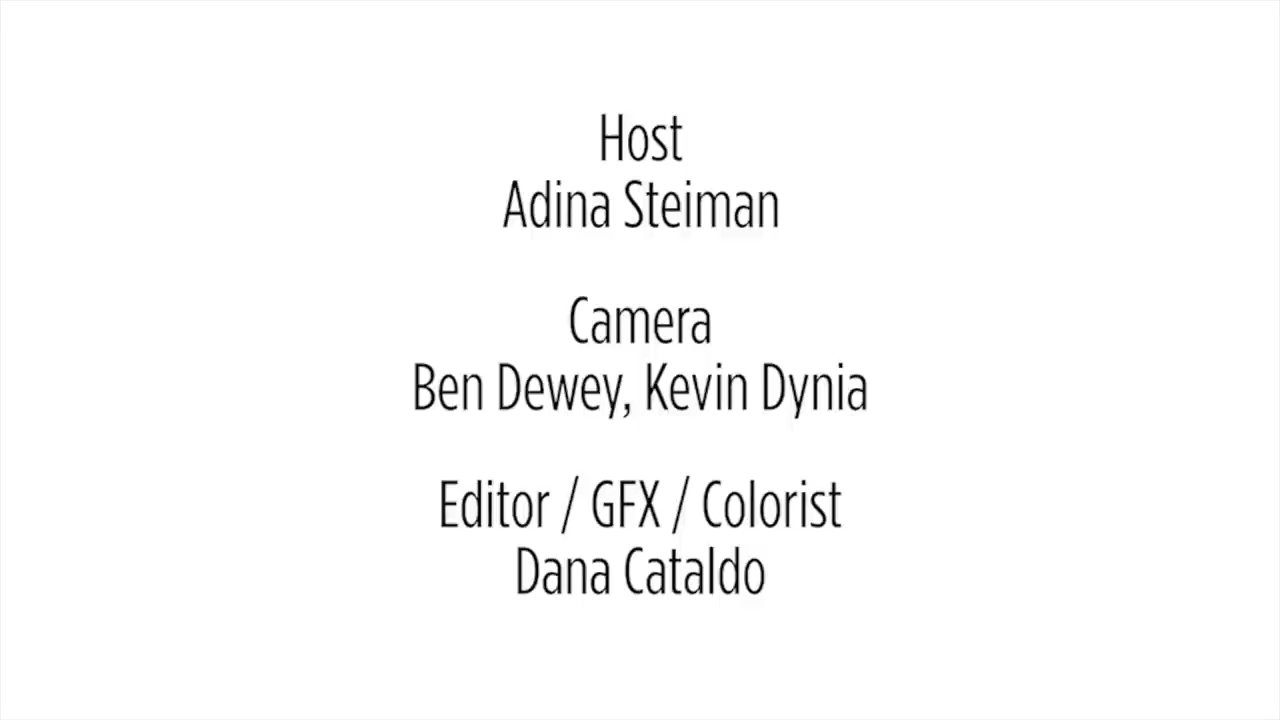 Host
Adina Steiman
Camera
Ben Dewey, Kevin Dynia
Editor / GFX / Colorist
Dana Cataldo